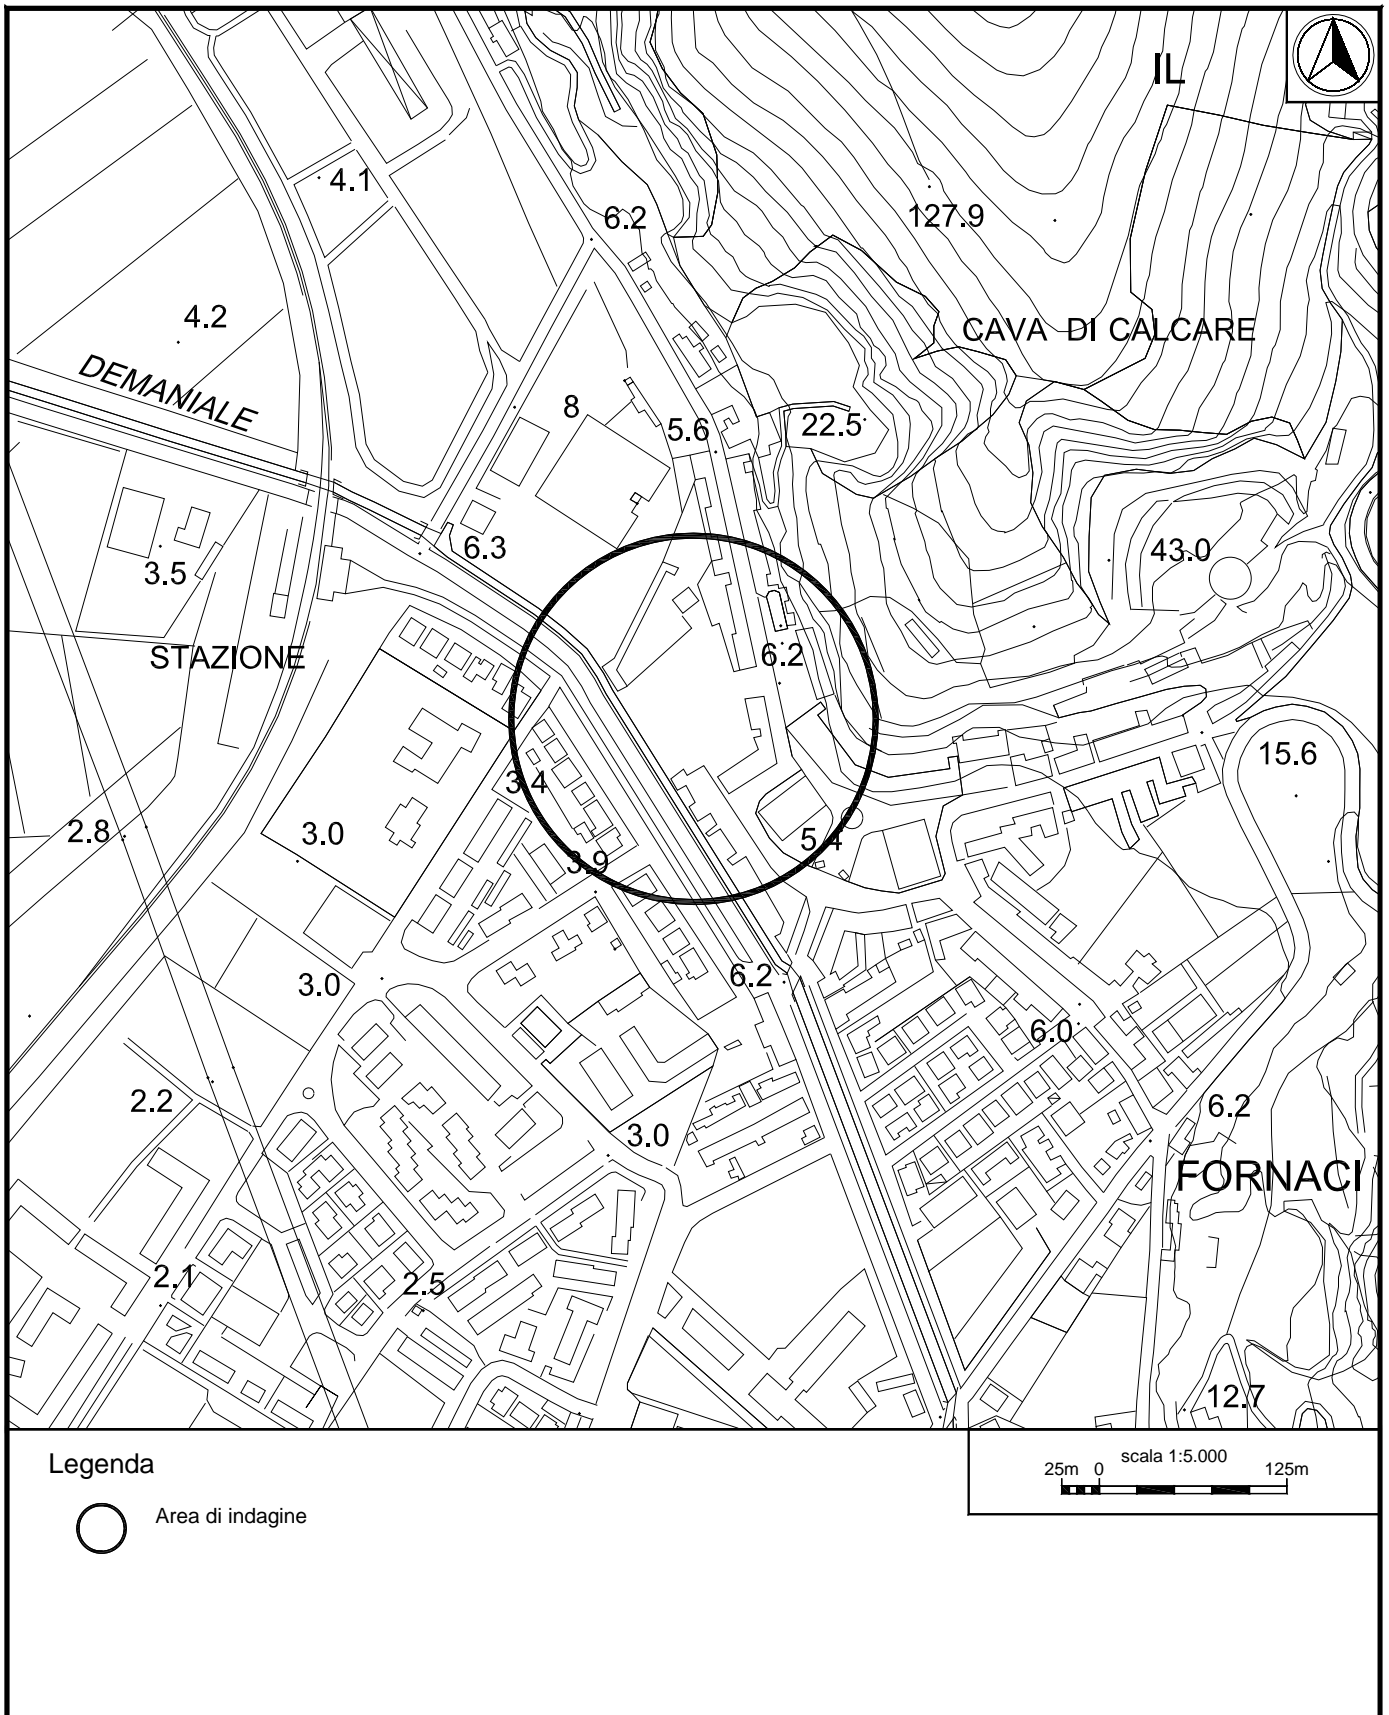 IL
4.1
127.9
6.2
4.2
CAVA DI CALCARE
DEMANIALE
8
5.6
22.5
6.3
43.0
3.5
STAZIONE
6.2
15.6
3.4
2.8
3.0
5.4
3.9
6.2
3.0
6.0
2.2
6.2
3.0
FORNACI
2.1
2.5
12.7
Legenda
scala 1:5.000
25m 0 125m
Area di indagine